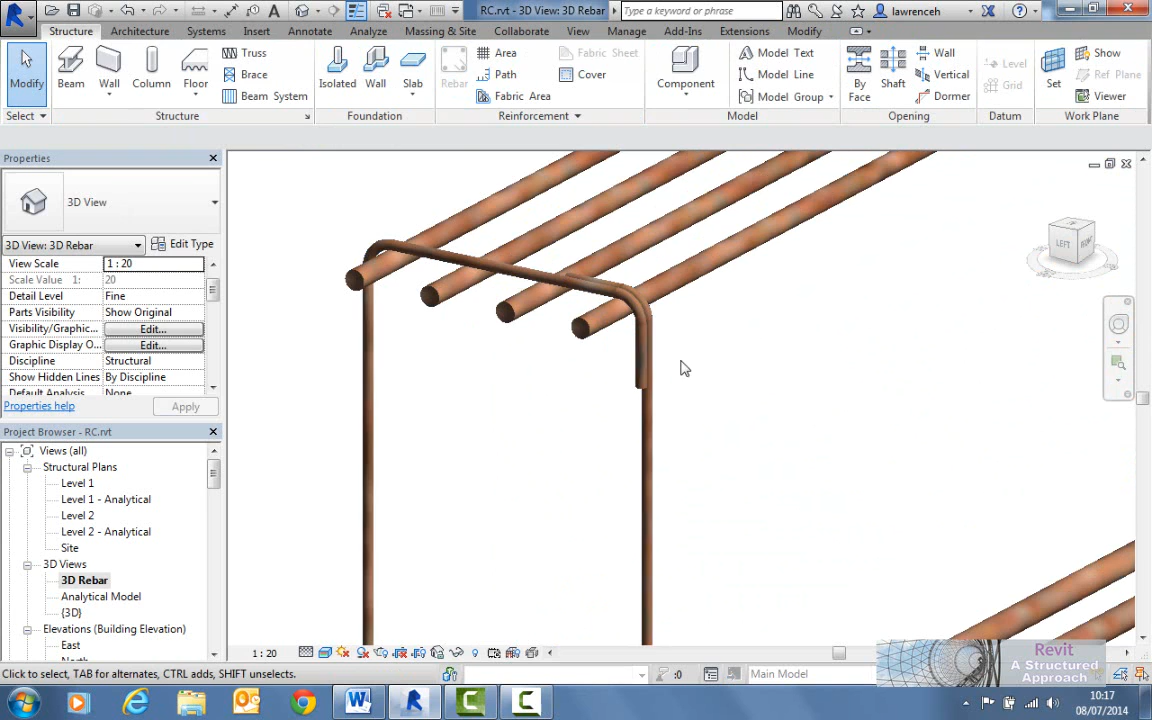 RC.rvt - 3D View: 3D Rebar
Type a keyword or phrase
lawrenceh
Structure Architecture Systems Insert Annotate Analyze Massing & Site Collaborate View Manage Add-Ins Extensions Modify
Modify
Beam
Wall
Column
Floor
Truss
Brace
Beam System
Isolated
Wall
Slab
Rebar
Area
Path
Fabric Area
Fabric Sheet
Cover
Component
Model Text
Model Line
Model Group
By Face
Shaft
Wall
Vertical
Dormer
Level
Grid
Set
Show
Ref Plane
Viewer
Select Structure Foundation Reinforcement Model Opening Datum Work Plane
Properties
3D View
3D View: 3D Rebar Edit Type
View Scale 1 : 20
Scale Value 1: 20
Detail Level Fine
Parts Visibility Show Original
Visibility/Graphic... Edit...
Graphic Display O... Edit...
Discipline Structural
Show Hidden Lines By Discipline
Default Analysis None
Properties help Apply
Project Browser - RC.rvt
Views (all)
Structural Plans
Level 1
Level 1 - Analytical
Level 2
Level 2 - Analytical
Site
3D Views
3D Rebar
Analytical Model
{3D}
Elevations (Building Elevation)
East
North
LEFT FRONT
1 : 20
Click to select, TAB for alternates, CTRL adds, SHIFT unselects.
:0
Main Model
Revit
A Structured
Approach
10:17
08/07/2014